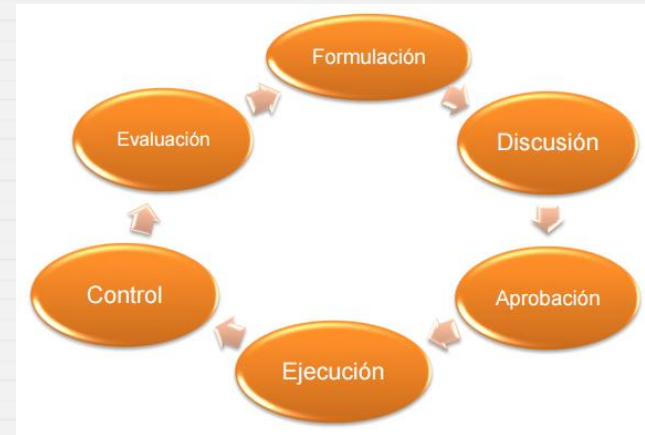 Formulación
Discusión
Aprobación
Ejecución
Control
Evaluación